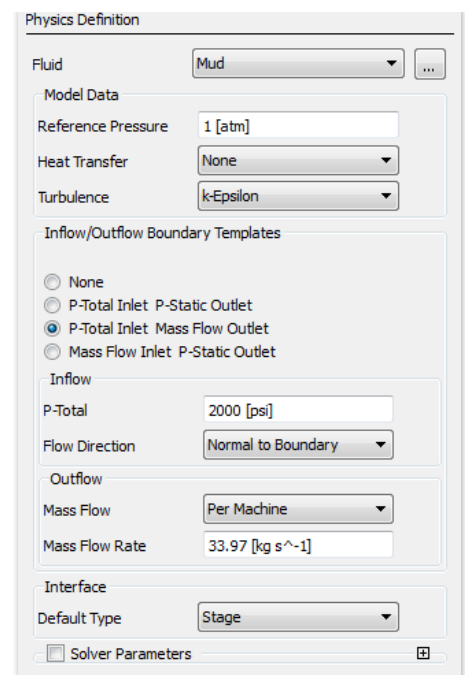 Physics Definition
Fluid Mud ...
Model Data
Reference Pressure 1 [atm]
Heat Transfer None
Turbulence k-Epsilon
Inflow/Outflow Boundary Templates
None
P-Total Inlet P-Static Outlet
P-Total Inlet Mass Flow Outlet
Mass Flow Inlet P-Static Outlet
Inflow
P-Total 2000 [psi]
Flow Direction Normal to Boundary
Outflow
Mass Flow Per Machine
Mass Flow Rate 33.97 [kg s^-1]
Interface
Default Type Stage
Solver Parameters